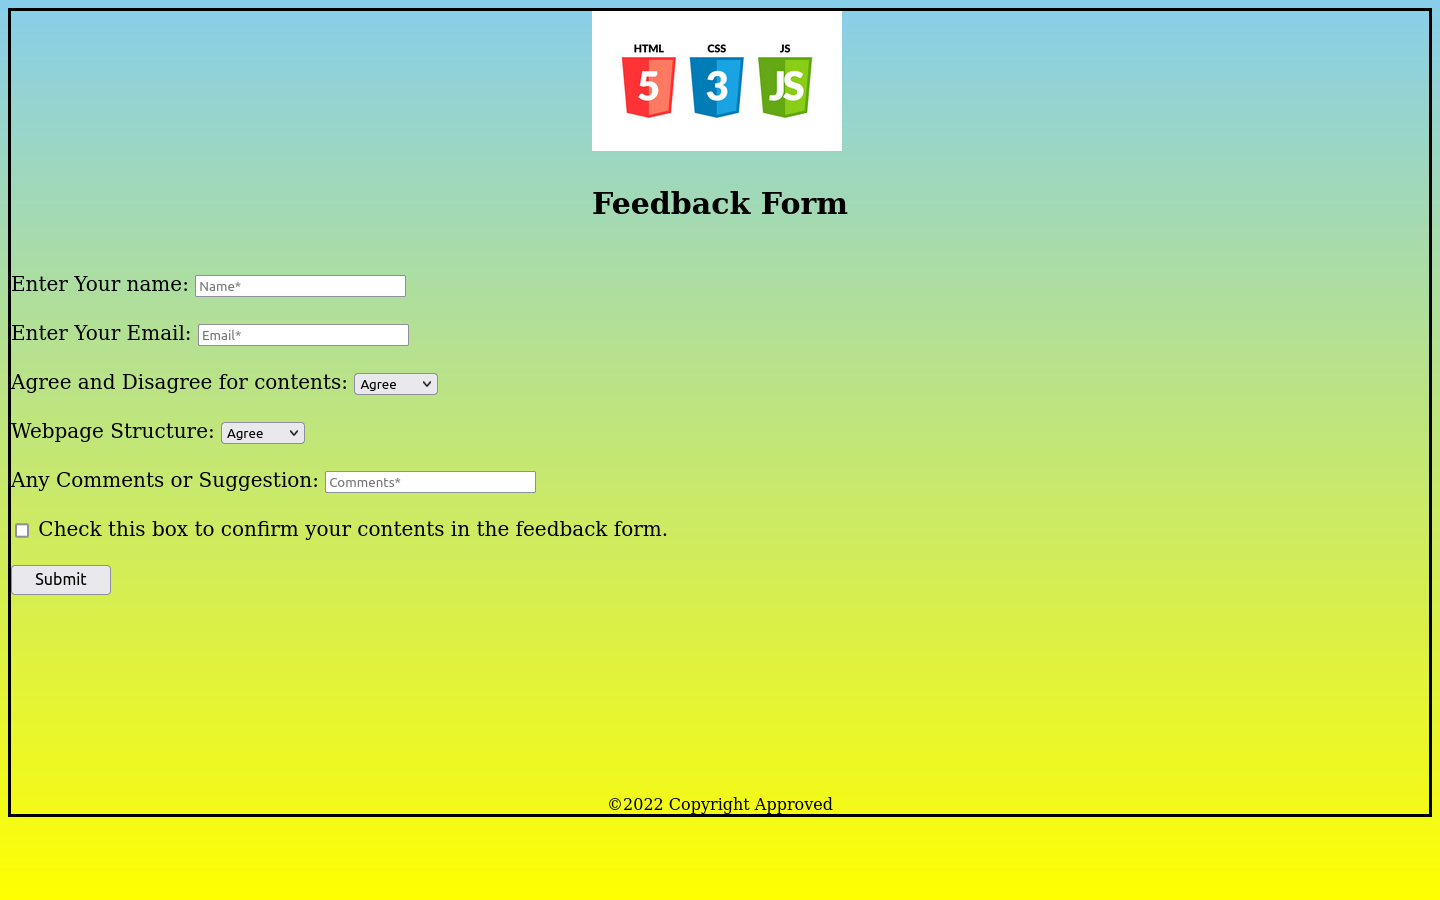 HTML CSS JS
5 3 JS
Feedback Form
Enter Your name: Name*
Enter Your Email: Email*
Agree and Disagree for contents: Agree
Webpage Structure: Agree
Any Comments or Suggestion: Comments*
Check this box to confirm your contents in the feedback form.
Submit
©2022 Copyright Approved